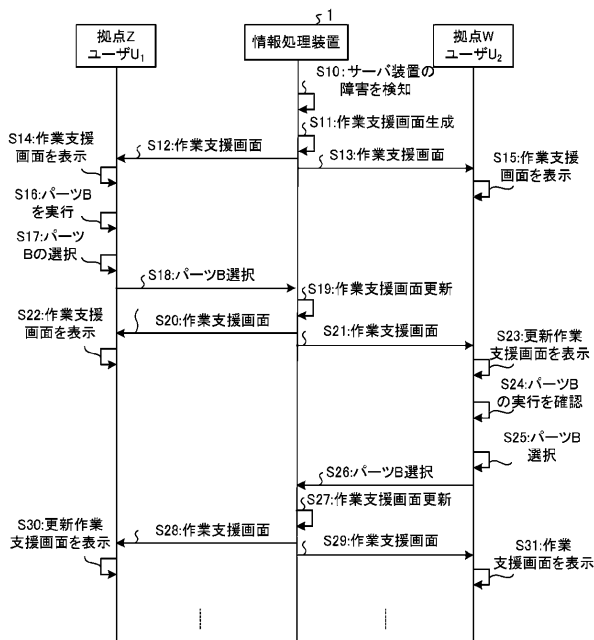 1
拠点Z
ユーザU1
情報処理装置
拠点W
ユーザU2
S10:サーバ装置の
障害を検知
S11:作業支援画面生成
S12:作業支援画面
S13:作業支援画面
S14:作業支援
画面を表示
S15:作業支援
画面を表示
S16:パーツB
を実行
S17:パーツ
Bの選択
S18:パーツB選択
S19:作業支援画面更新
S20:作業支援画面
S21:作業支援画面
S22:作業支援
画面を表示
S23:更新作業
支援画面を表示
S24:パーツB
の実行を確認
S25:パーツB
選択
S26:パーツB選択
S27:作業支援画面更新
S28:作業支援画面
S29:作業支援画面
S30:更新作業
支援画面を表示
S31:作業
支援画面を表示